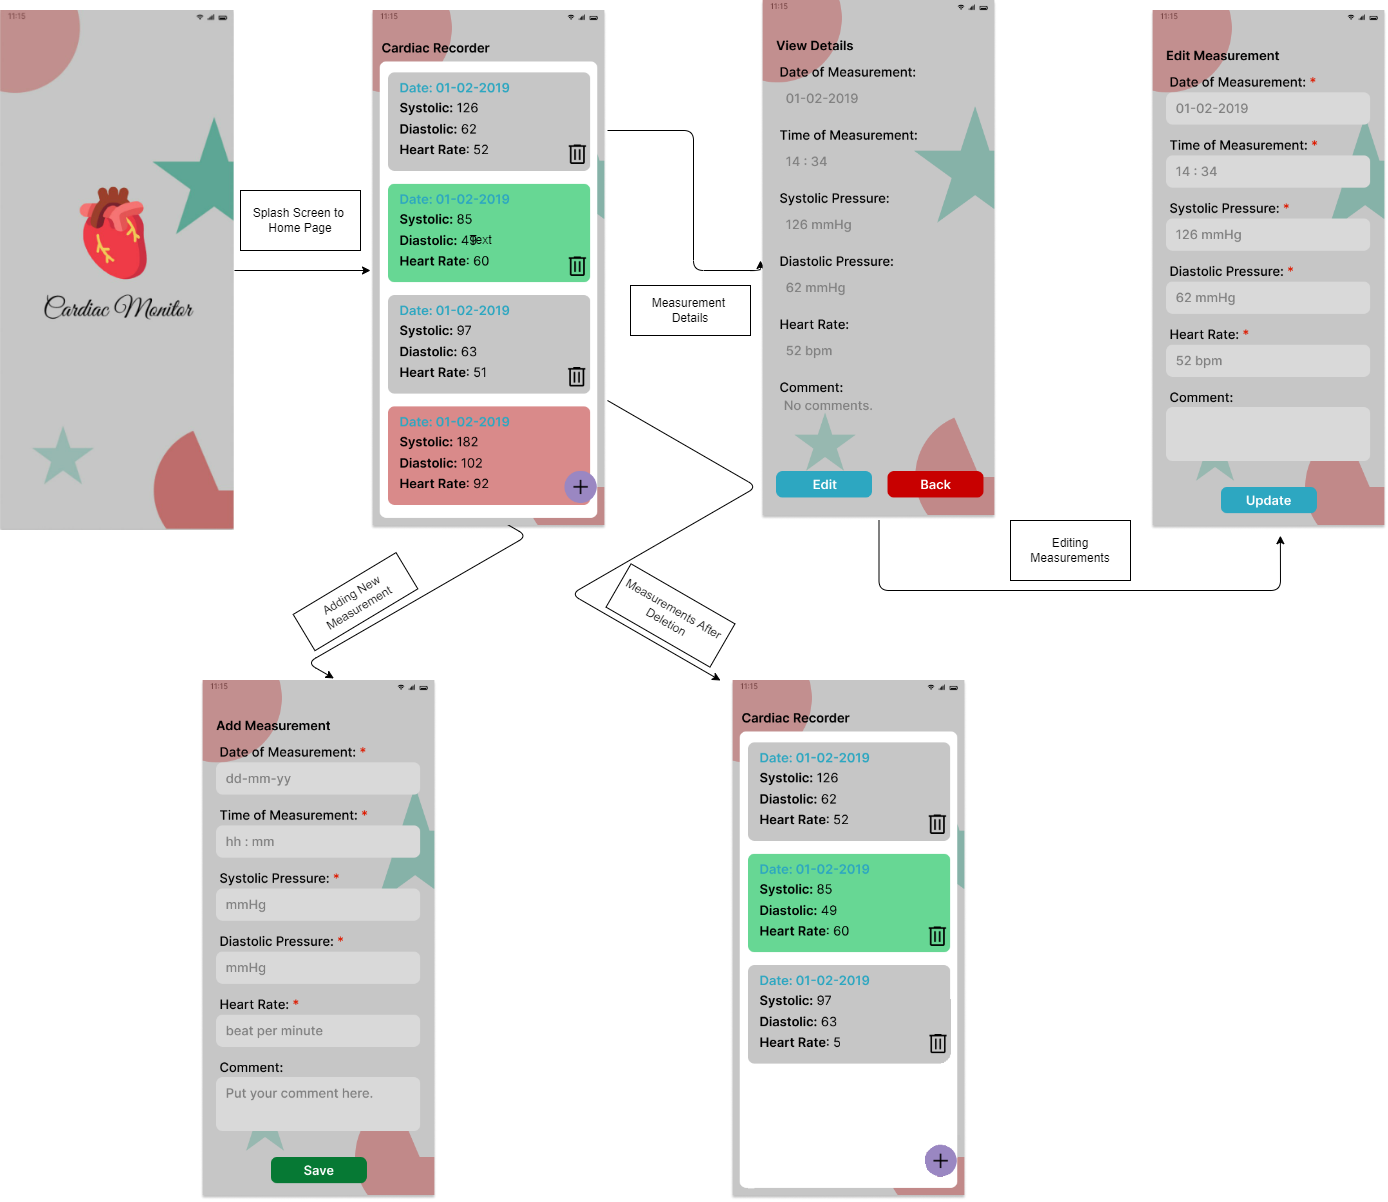 11:15
Cardiac Monitor
Splash Screen to
Home Page
11:15
Cardiac Recorder
Date: 01-02-2019
Systolic: 126
Diastolic: 62
Heart Rate: 52
Date: 01-02-2019
Systolic: 85
Diastolic: 49
Text
Heart Rate: 60
Date: 01-02-2019
Systolic: 97
Diastolic: 63
Heart Rate: 51
Date: 01-02-2019
Systolic: 182
Diastolic: 102
Heart Rate: 92
+
Measurement
Details
11:15
View Details
Date of Measurement:
01-02-2019
Time of Measurement:
14 : 34
Systolic Pressure:
126 mmHg
Diastolic Pressure:
62 mmHg
Heart Rate:
52 bpm
Comment:
No comments.
Edit
Back
Editing
Measurements
11:15
Edit Measurement
Date of Measurement: *
01-02-2019
Time of Measurement: *
14 : 34
Systolic Pressure: *
126 mmHg
Diastolic Pressure: *
62 mmHg
Heart Rate: *
52 bpm
Comment:
Update
Adding New
Measurement
Measurements After
Deletion
11:15
Add Measurement
Date of Measurement: *
dd-mm-yy
Time of Measurement: *
hh : mm
Systolic Pressure: *
mmHg
Diastolic Pressure: *
mmHg
Heart Rate: *
beat per minute
Comment:
Put your comment here.
Save
11:15
Cardiac Recorder
Date: 01-02-2019
Systolic: 126
Diastolic: 62
Heart Rate: 52
Date: 01-02-2019
Systolic: 85
Diastolic: 49
Heart Rate: 60
Date: 01-02-2019
Systolic: 97
Diastolic: 63
Heart Rate: 5
+